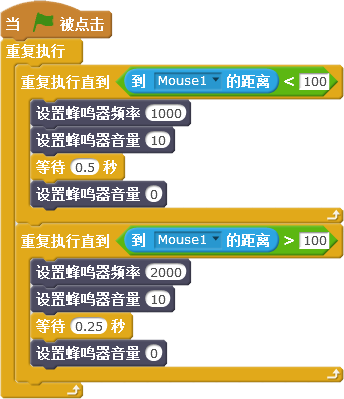 当 被点击
重复执行
重复执行直到 到 Mouse1 的距离 < 100
设置蜂鸣器频率 1000
设置蜂鸣器音量 10
等待 0.5 秒
设置蜂鸣器音量 0
重复执行直到 到 Mouse1 的距离 > 100
设置蜂鸣器频率 2000
设置蜂鸣器音量 10
等待 0.25 秒
设置蜂鸣器音量 0